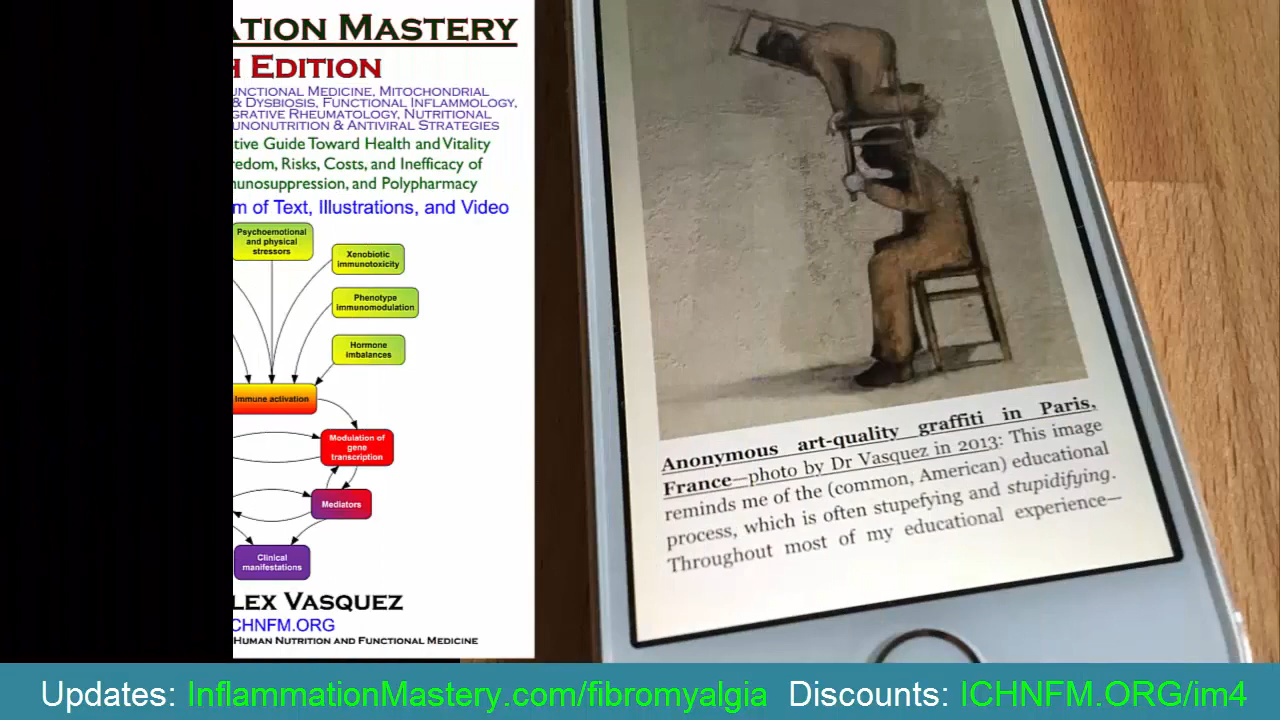 ATION MASTERY
H EDITION
UNCTIONAL MEDICINE, MITOCHONDRIAL
& DYSBIOSIS, FUNCTIONAL INFLAMMOLOGY,
GRATIVE RHEUMATOLOGY, NUTRITIONAL
UNONUTRITION & ANTIVIRAL STRATEGIES
tive Guide Toward Health and Vitality
edom, Risks, Costs, and Inefficacy of
nunosuppression, and Polypharmacy
m of Text, Illustrations, and Video
Psychoemotional
and physical
stressors
Xenobiotic
immunotoxicity
Phenotype
immunomodulation
Hormone
imbalances
Immune activation
Modulation of
gene
transcription
Mediators
Clinical
manifestations
LEX VASQUEZ
CHNFM.ORG
HUMAN NUTRITION AND FUNCTIONAL MEDICINE
Anonymous art-quality graffiti in Paris,
France—photo by Dr Vasquez in 2013: This image
reminds me of the (common, American) educational
process, which is often stupefying and stupidifying.
Throughout most of my educational experience—
Updates: InflammationMastery.com/fibromyalgia Discounts: ICHNFM.ORG/im4